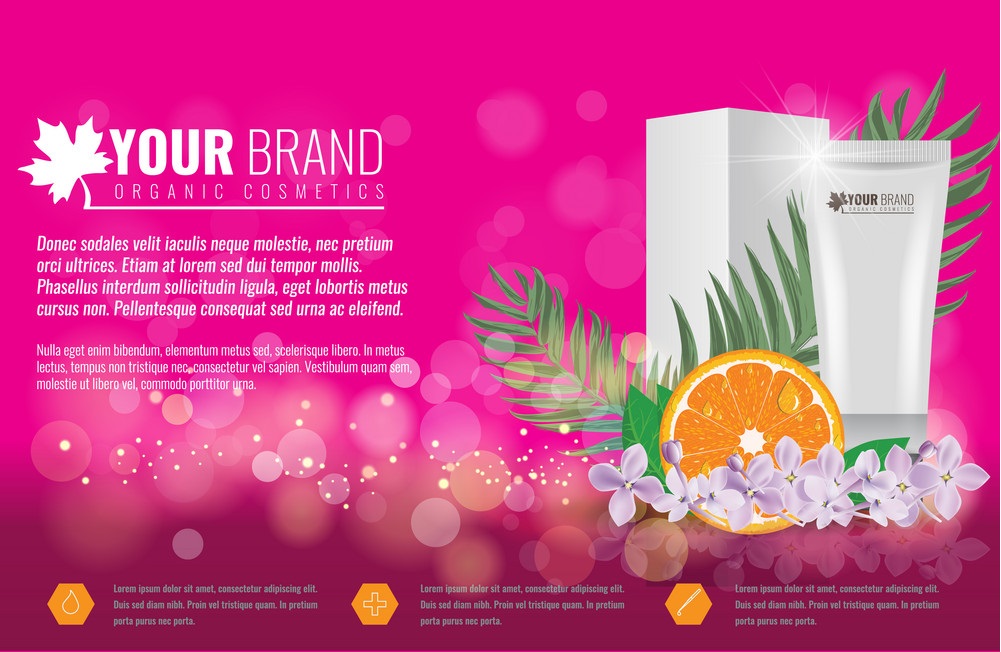 YOUR BRAND
ORGANIC COSMETICS
Donec sodales velit iaculis neque molestie, nec pretium
orci ultrices. Etiam at lorem sed dui tempor mollis.
Phasellus interdum sollicitudin ligula, eget lobortis metus
cursus non. Pellentesque consequat sed urna ac eleifend.
Nulla eget enim bibendum, elementum metus sed, scelerisque libero. In metus
lectus, tempus non tristique nec, consectetur vel sapien. Vestibulum quam sem,
molestie ut libero vel, commodo porttitor urna.
YOUR BRAND
ORGANIC COSMETICS
Lorem ipsum dolor sit amet, consectetur adipiscing elit.
Duis sed diam nibh. Proin vel tristique quam. In eget diam
porta purus nec porta.
Lorem ipsum dolor sit amet, consectetur adipiscing elit.
Duis sed diam nibh. Proin vel tristique quam. In eget diam
porta purus nec porta.
Lorem ipsum dolor sit amet, consectetur adipiscing elit.
Duis sed diam nibh. Proin vel tristique quam. In eget diam
porta purus nec porta.